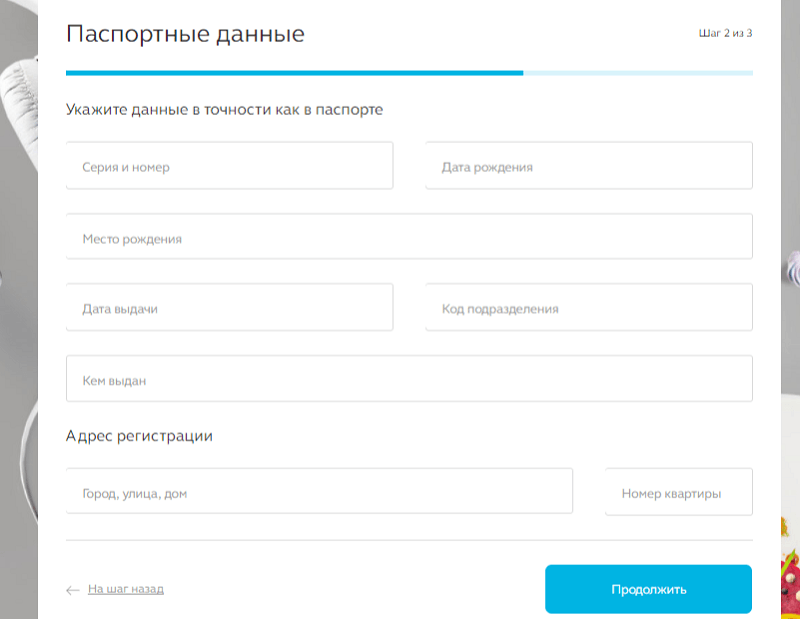 Паспортные данные
Шаг 2 из 3
Укажите данные в точности как в паспорте
Серия и номер
Дата рождения
Место рождения
Дата выдачи
Код подразделения
Кем выдан
Адрес регистрации
Город, улица, дом
Номер квартиры
← На шаг назад
Продолжить